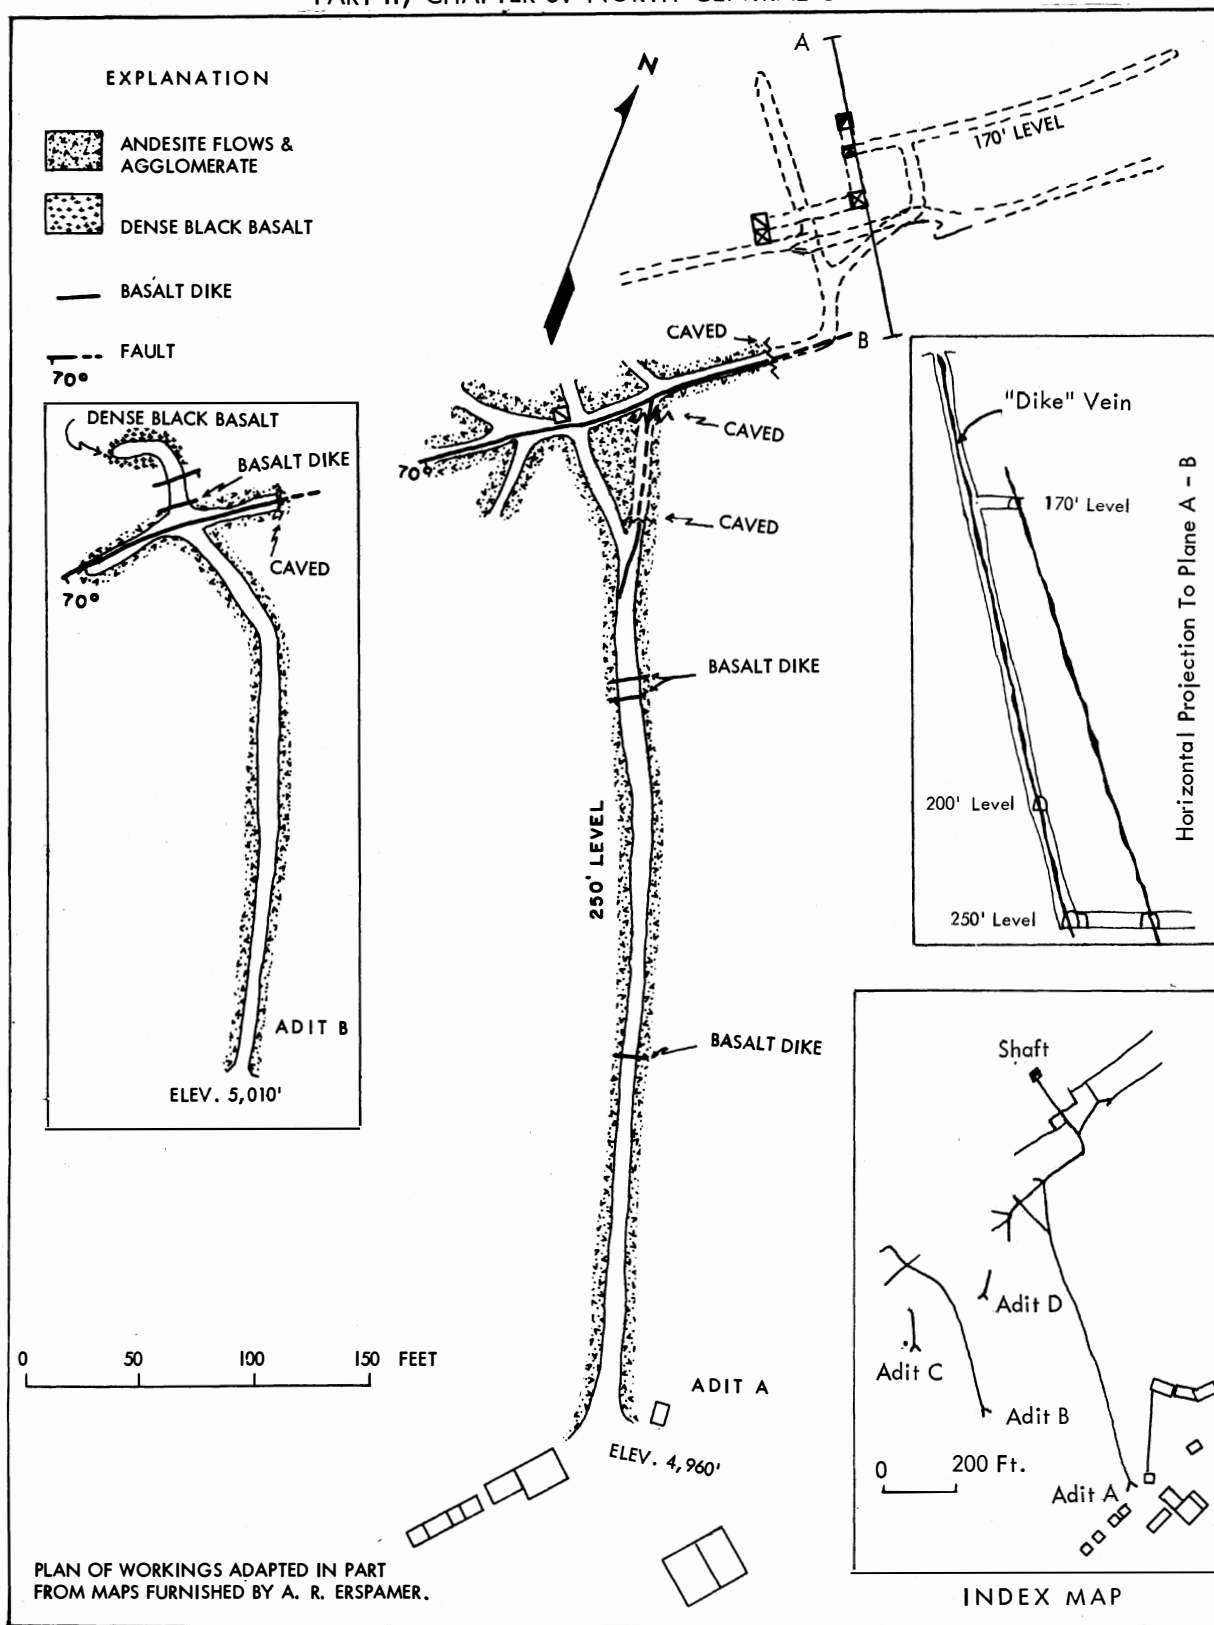 EXPLANATION
ANDESITE FLOWS &
AGGLOMERATE
DENSE BLACK BASALT
BASALT DIKE
FAULT
70°
N
A
170' LEVEL
B
CAVED
CAVED
70°
CAVED
BASALT DIKE
250' LEVEL
BASALT DIKE
ADIT A
ELEV. 4,960'
DENSE BLACK BASALT
BASALT DIKE
CAVED
70°
ADIT B
ELEV. 5,010'
"Dike" Vein
170' Level
200' Level
250' Level
Horizontal Projection To Plane A - B
Shaft
Adit D
Adit C
Adit B
0 200 Ft.
Adit A
INDEX MAP
0 50 100 150 FEET
PLAN OF WORKINGS ADAPTED IN PART
FROM MAPS FURNISHED BY A. R. ERSPAMER.